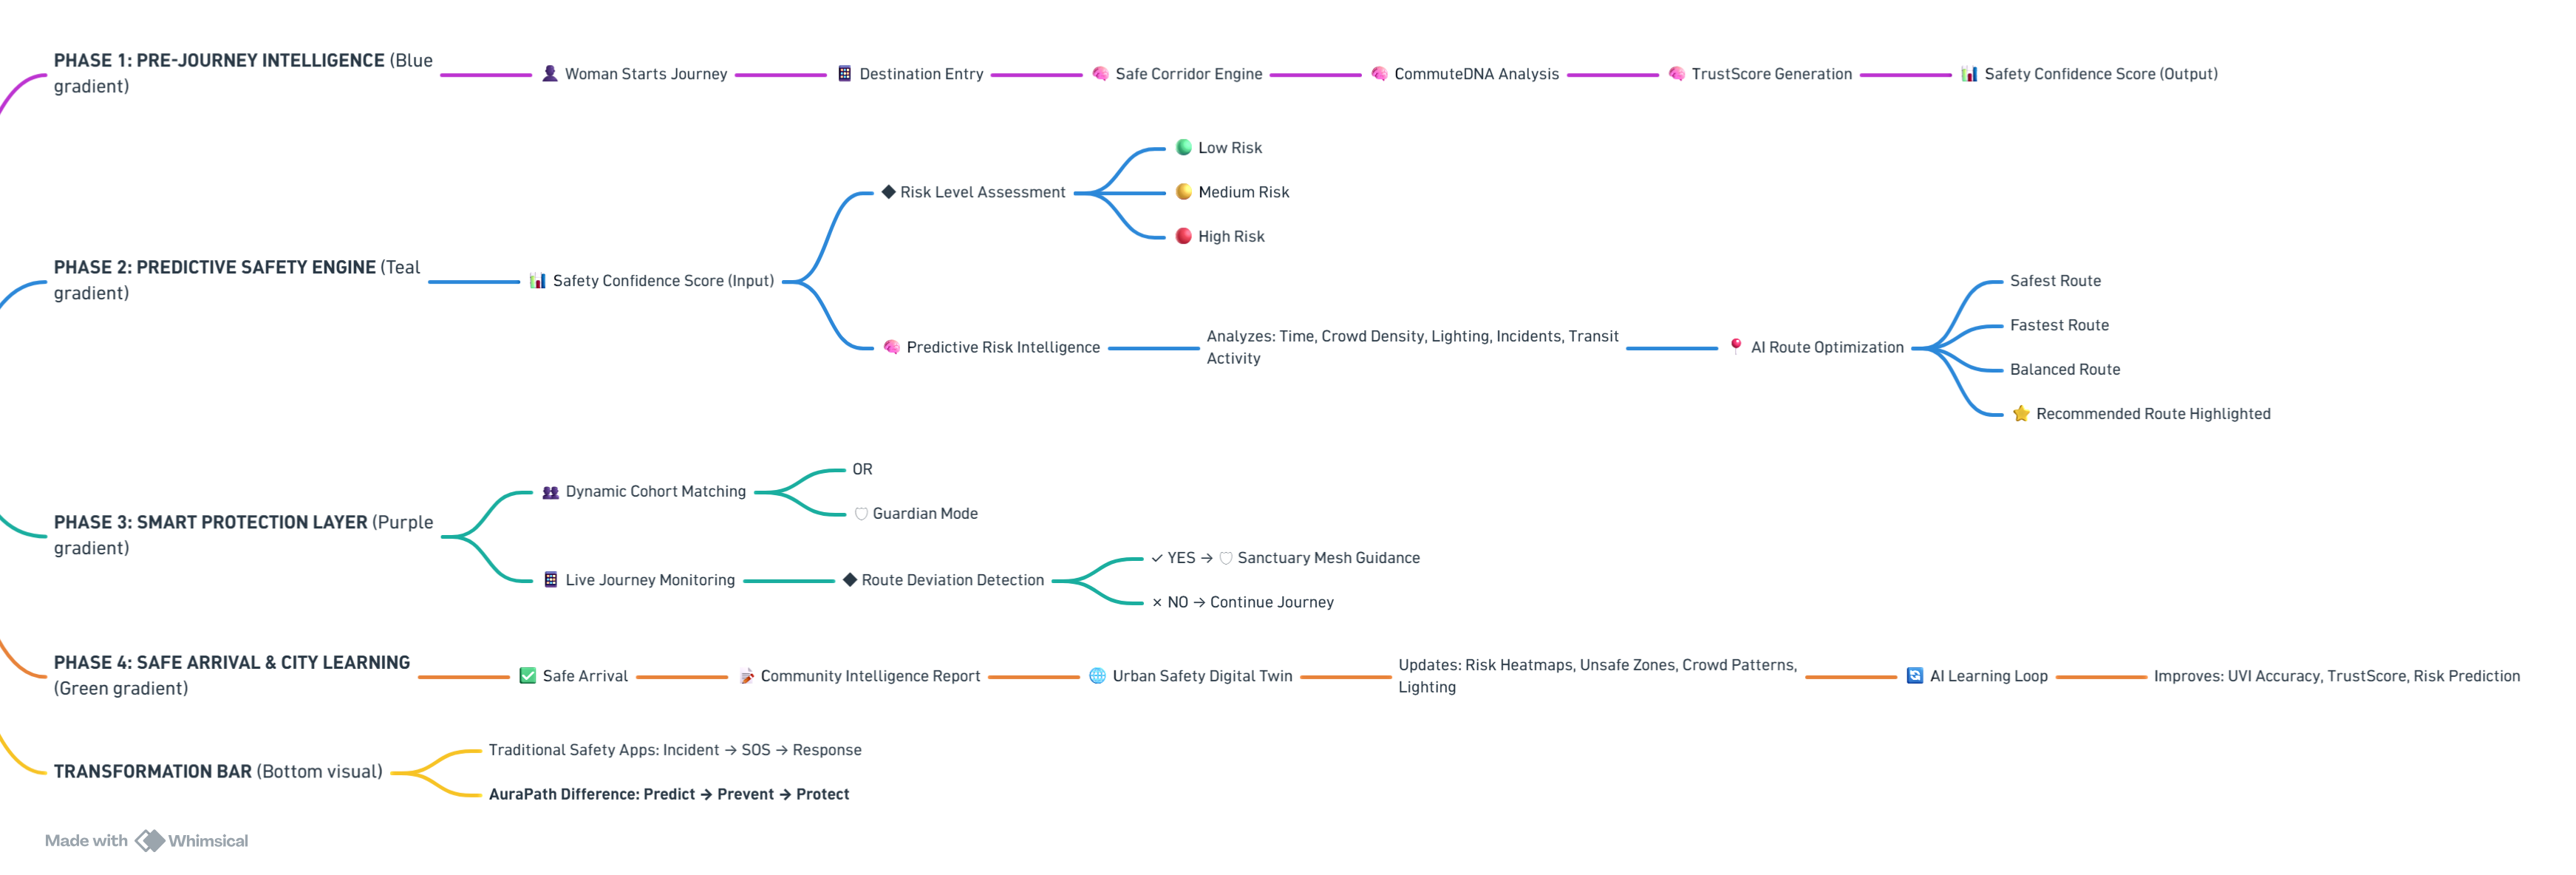 PHASE 1: PRE-JOURNEY INTELLIGENCE (Blue
gradient)
Woman Starts Journey
Destination Entry
Safe Corridor Engine
CommuteDNA Analysis
TrustScore Generation
Safety Confidence Score (Output)
PHASE 2: PREDICTIVE SAFETY ENGINE (Teal
gradient)
Safety Confidence Score (Input)
Risk Level Assessment
Low Risk
Medium Risk
High Risk
Predictive Risk Intelligence
Analyzes: Time, Crowd Density, Lighting, Incidents, Transit
Activity
AI Route Optimization
Safest Route
Fastest Route
Balanced Route
Recommended Route Highlighted
PHASE 3: SMART PROTECTION LAYER (Purple
gradient)
Dynamic Cohort Matching
OR
Guardian Mode
Live Journey Monitoring
Route Deviation Detection
✓ YES → Sanctuary Mesh Guidance
× NO → Continue Journey
PHASE 4: SAFE ARRIVAL & CITY LEARNING
(Green gradient)
Safe Arrival
Community Intelligence Report
Urban Safety Digital Twin
Updates: Risk Heatmaps, Unsafe Zones, Crowd Patterns,
Lighting
AI Learning Loop
Improves: UVI Accuracy, TrustScore, Risk Prediction
TRANSFORMATION BAR (Bottom visual)
Traditional Safety Apps: Incident → SOS → Response
AuraPath Difference: Predict → Prevent → Protect
Made with Whimsical